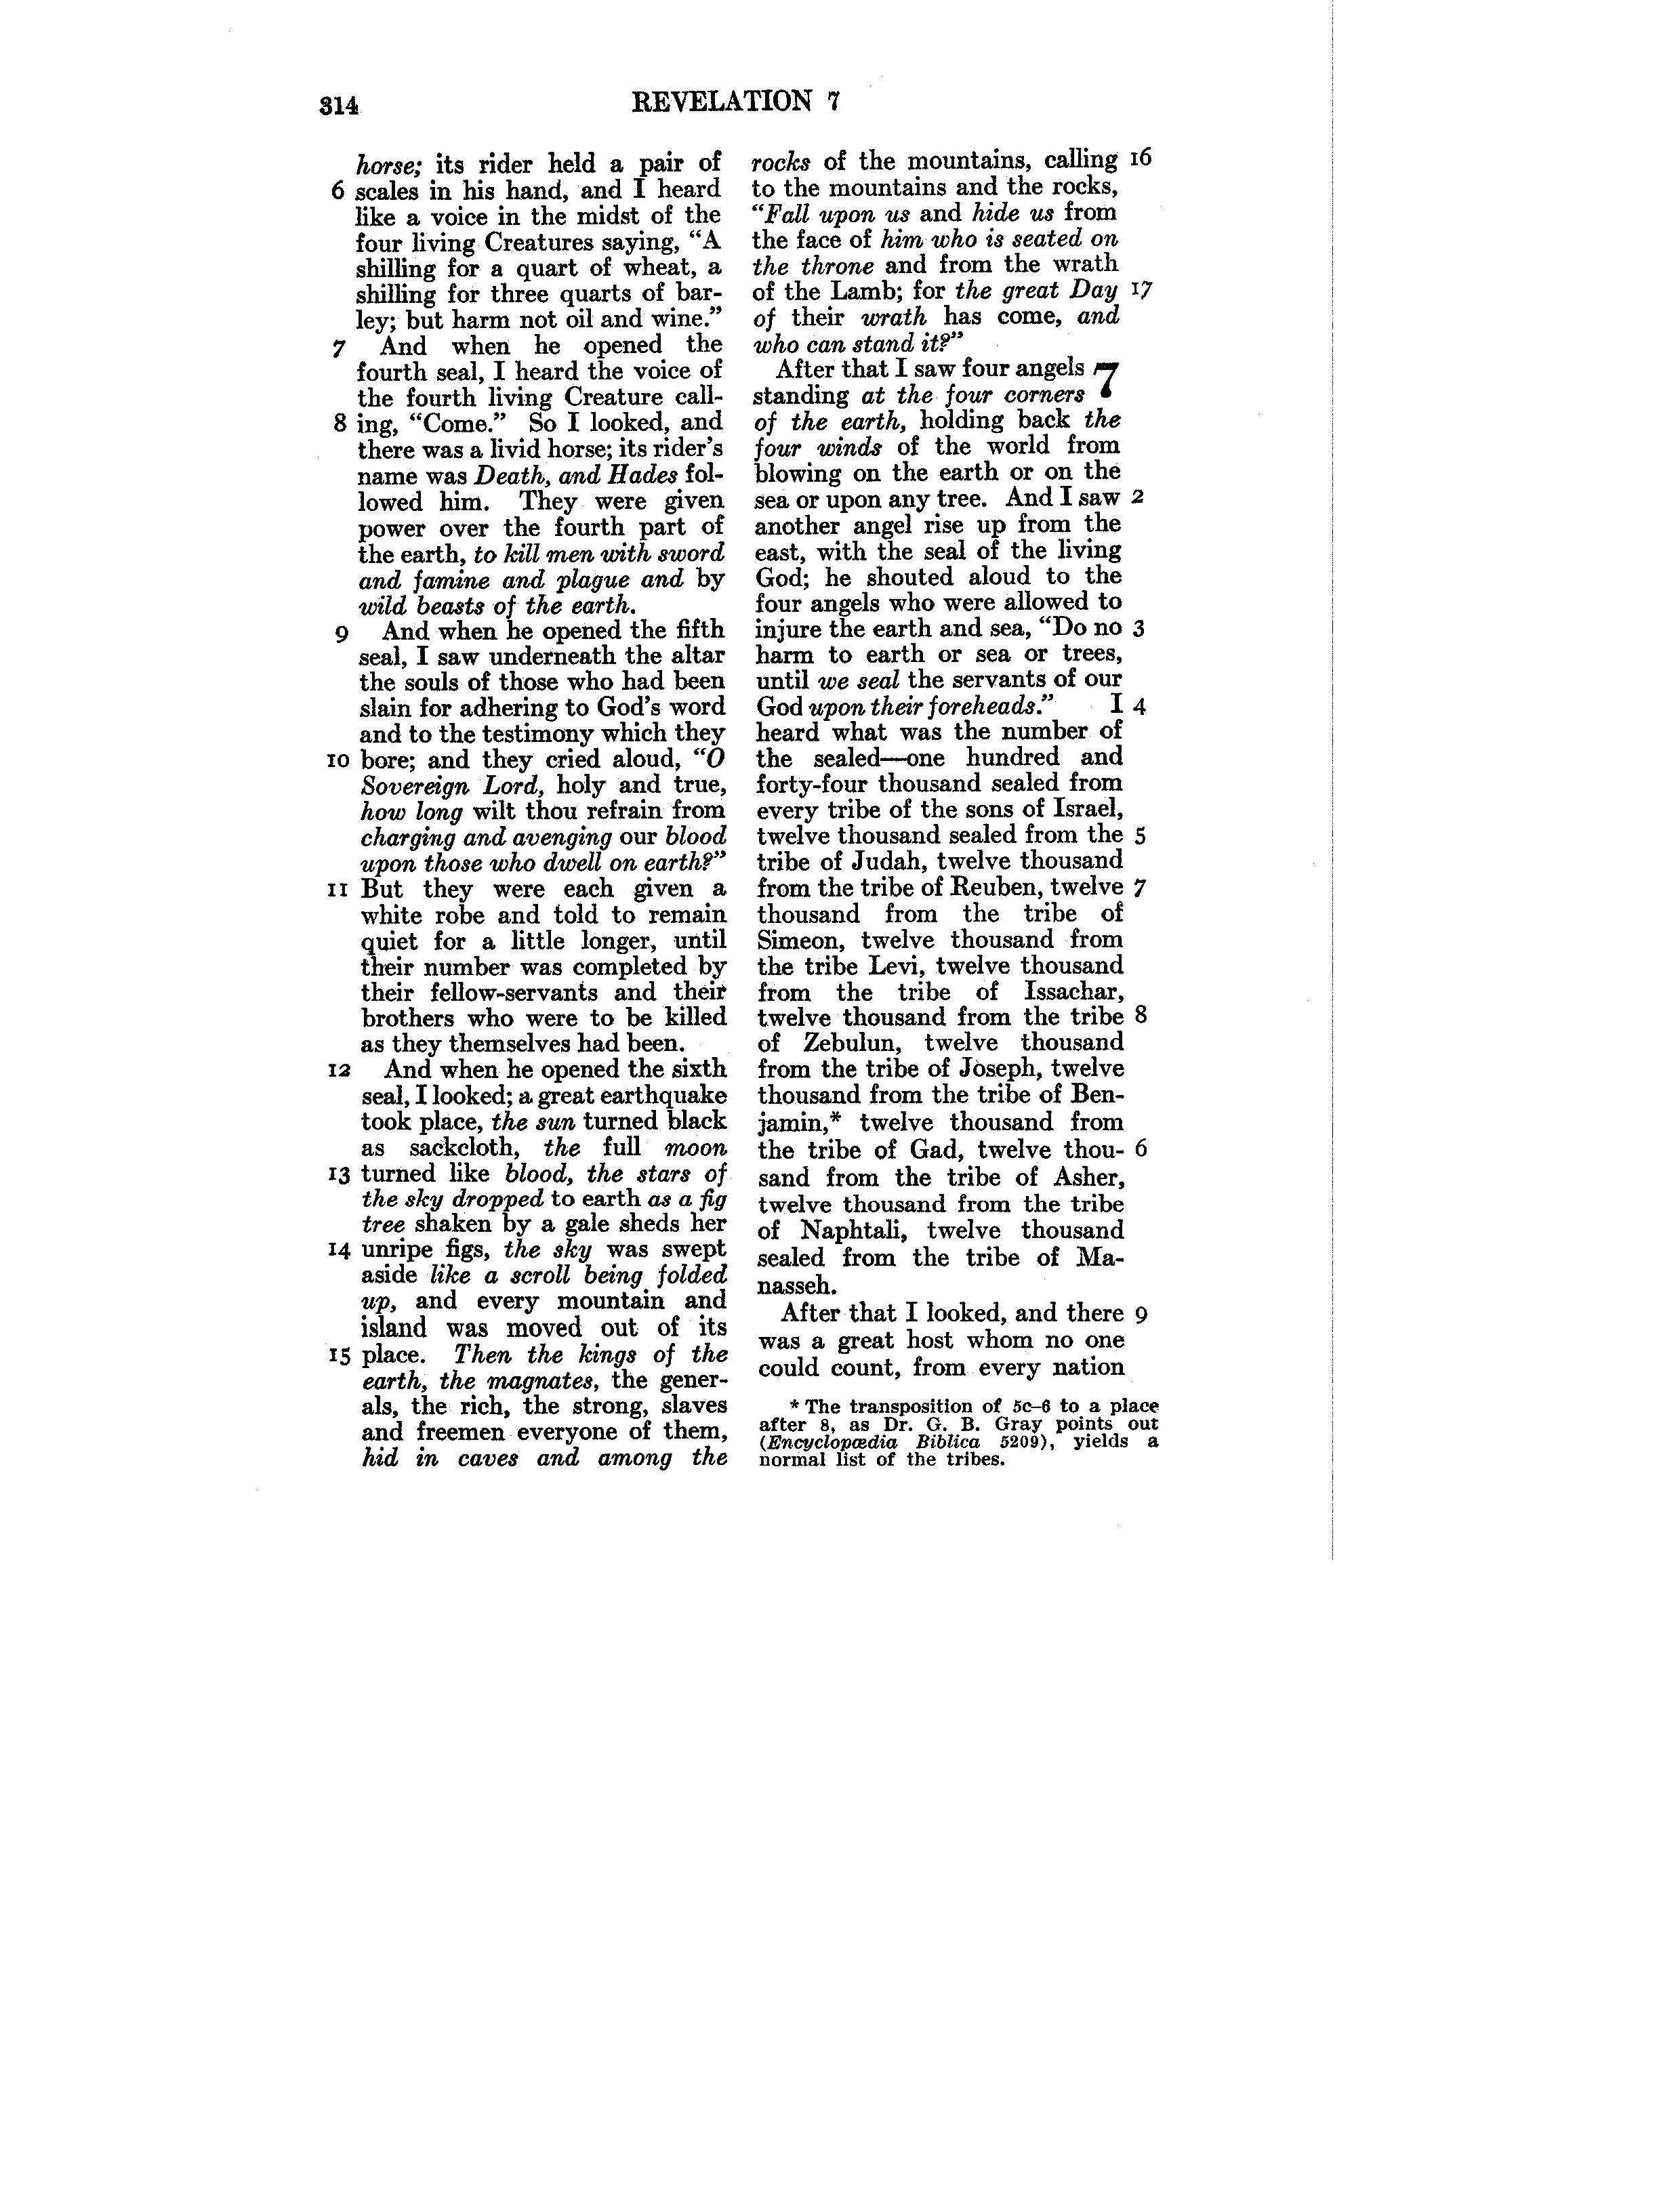 314
REVELATION 7
horse; its rider held a pair of
6 scales in his hand, and I heard
like a voice in the midst of the
four living Creatures saying, “A
shilling for a quart of wheat, a
shilling for three quarts of bar-
ley; but harm not oil and wine.”
7 And when he opened the
fourth seal, I heard the voice of
the fourth living Creature call-
8 ing, “Come.” So I looked, and
there was a livid horse; its rider’s
name was Death, and Hades fol-
lowed him. They were given
power over the fourth part of
the earth, to kill men with sword
and famine and plague and by
wild beasts of the earth.
9 And when he opened the fifth
seal, I saw underneath the altar
the souls of those who had been
slain for adhering to God’s word
and to the testimony which they
10 bore; and they cried aloud, “O
Sovereign Lord, holy and true,
how long wilt thou refrain from
charging and avenging our blood
upon those who dwell on earth?”
11 But they were each given a
white robe and told to remain
quiet for a little longer, until
their number was completed by
their fellow-servants and their
brothers who were to be killed
as they themselves had been.
12 And when he opened the sixth
seal, I looked; a great earthquake
took place, the sun turned black
as sackcloth, the full moon
13 turned like blood, the stars of
the sky dropped to earth as a fig
tree shaken by a gale sheds her
14 unripe figs, the sky was swept
aside like a scroll being folded
up, and every mountain and
island was moved out of its
15 place. Then the kings of the
earth, the magnates, the gener-
als, the rich, the strong, slaves
and freemen everyone of them,
hid in caves and among the
rocks of the mountains, calling 16
to the mountains and the rocks,
“Fall upon us and hide us from
the face of him who is seated on
the throne and from the wrath
of the Lamb; for the great Day 17
of their wrath has come, and
who can stand it?”
After that I saw four angels 7
standing at the four corners
of the earth, holding back the
four winds of the world from
blowing on the earth or on the
sea or upon any tree. And I saw 2
another angel rise up from the
east, with the seal of the living
God; he shouted aloud to the
four angels who were allowed to
injure the earth and sea, “Do no 3
harm to earth or sea or trees,
until we seal the servants of our
God upon their foreheads.” I 4
heard what was the number of
the sealed—one hundred and
forty-four thousand sealed from
every tribe of the sons of Israel,
twelve thousand sealed from the 5
tribe of Judah, twelve thousand
from the tribe of Reuben, twelve 7
thousand from the tribe of
Simeon, twelve thousand from
the tribe Levi, twelve thousand
from the tribe of Issachar,
twelve thousand from the tribe 8
of Zebulun, twelve thousand
from the tribe of Joseph, twelve
thousand from the tribe of Ben-
jamin,* twelve thousand from
the tribe of Gad, twelve thou- 6
sand from the tribe of Asher,
twelve thousand from the tribe
of Naphtali, twelve thousand
sealed from the tribe of Ma-
nasseh.
After that I looked, and there 9
was a great host whom no one
could count, from every nation
* The transposition of 5c–6 to a place
after 8, as Dr. G. B. Gray points out
(Encyclopædia Biblica 5209), yields a
normal list of the tribes.